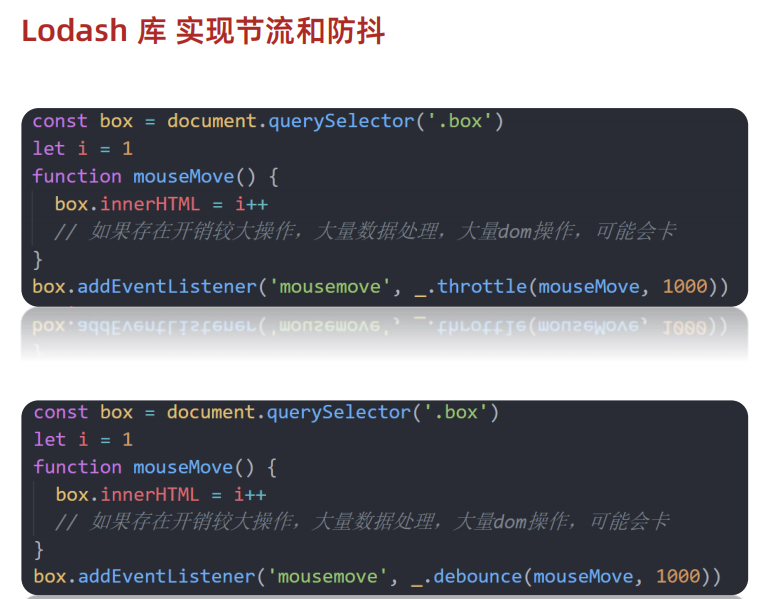 Lodash 库 实现节流和防抖
const box = document.querySelector('.box')
let i = 1
function mouseMove() {
  box.innerHTML = i++
  // 如果存在开销较大操作，大量数据处理，大量dom操作，可能会卡
}
box.addEventListener('mousemove', _.throttle(mouseMove, 1000))
const box = document.querySelector('.box')
let i = 1
function mouseMove() {
  box.innerHTML = i++
  // 如果存在开销较大操作，大量数据处理，大量dom操作，可能会卡
}
box.addEventListener('mousemove', _.debounce(mouseMove, 1000))